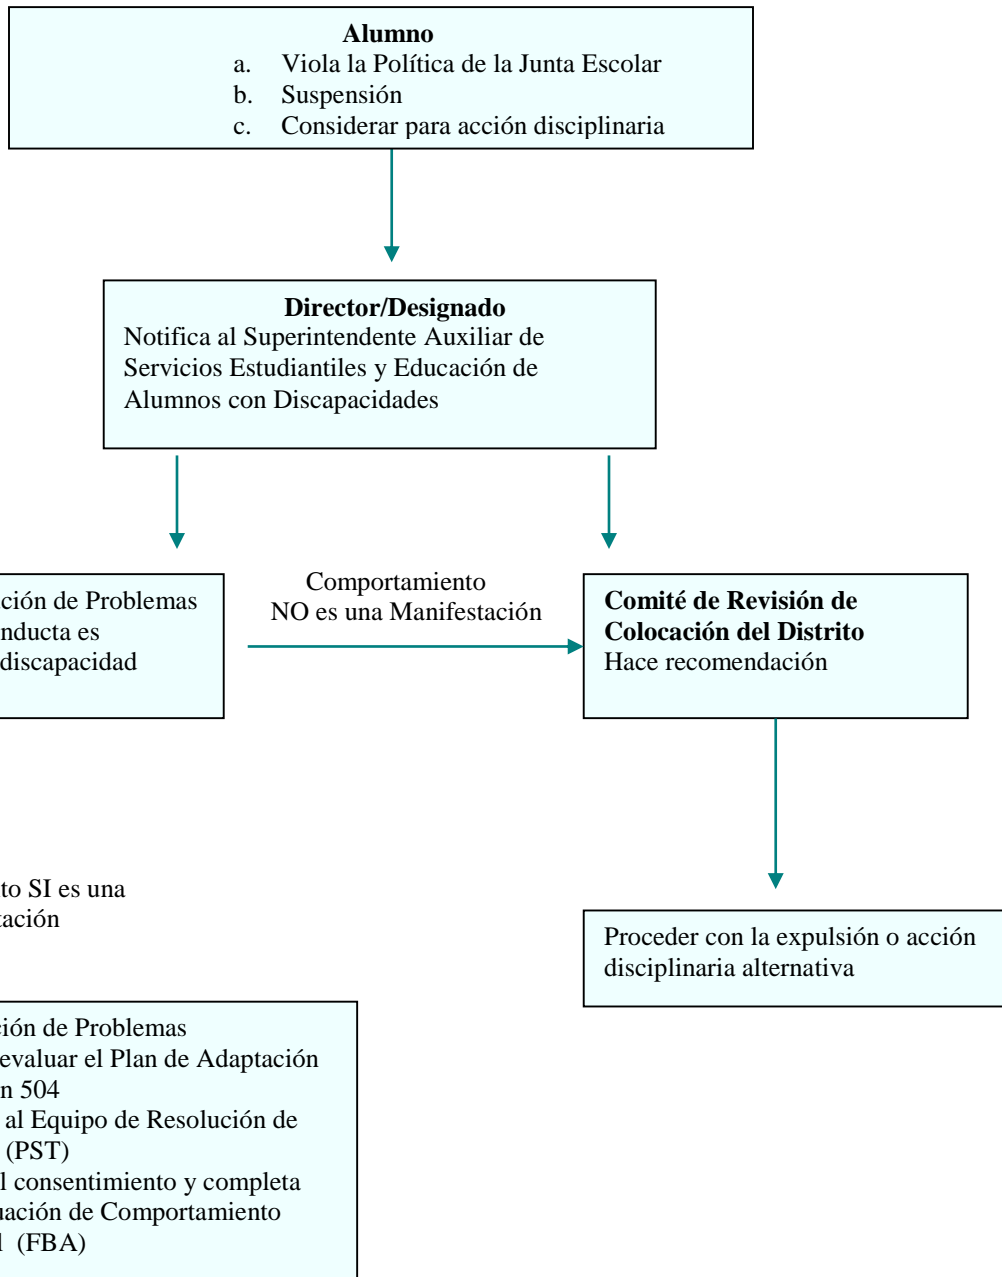 Alumno
a. Viola la Política de la Junta Escolar
b. Suspensión
c. Considerar para acción disciplinaria
Director/Designado
Notifica al Superintendente Auxiliar de
Servicios Estudiantiles y Educación de
Alumnos con Discapacidades
ción de Problemas
nducta es
discapacidad
Comportamiento
NO es una Manifestación
Comité de Revisión de
Colocación del Distrito
Hace recomendación
to SI es una
tación
Proceder con la expulsión o acción
disciplinaria alternativa
ción de Problemas
evaluar el Plan de Adaptación
n 504
al Equipo de Resolución de
(PST)
l consentimiento y completa
uación de Comportamiento
l (FBA)